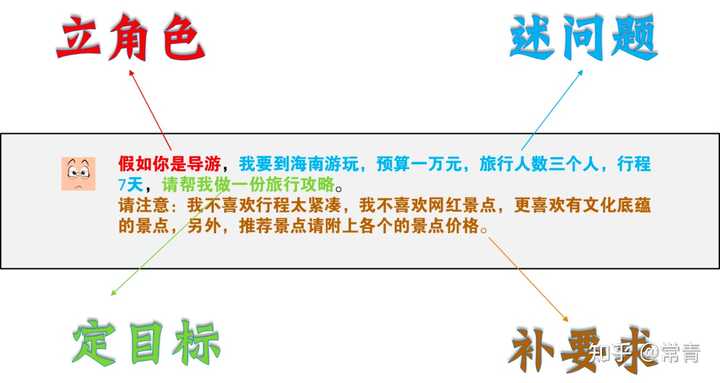 立角色
迷问题
假如你是导游，我要到海南游玩，预算一万元，旅行人数三个人，行程
7天，请帮我做一份旅行攻略。
请注意：我不喜欢行程太紧凑，我不喜欢网红景点，更喜欢有文化底蕴
的景点，另外，推荐景点请附上各个的景点价格。
定目标
补要求
知乎 @常青